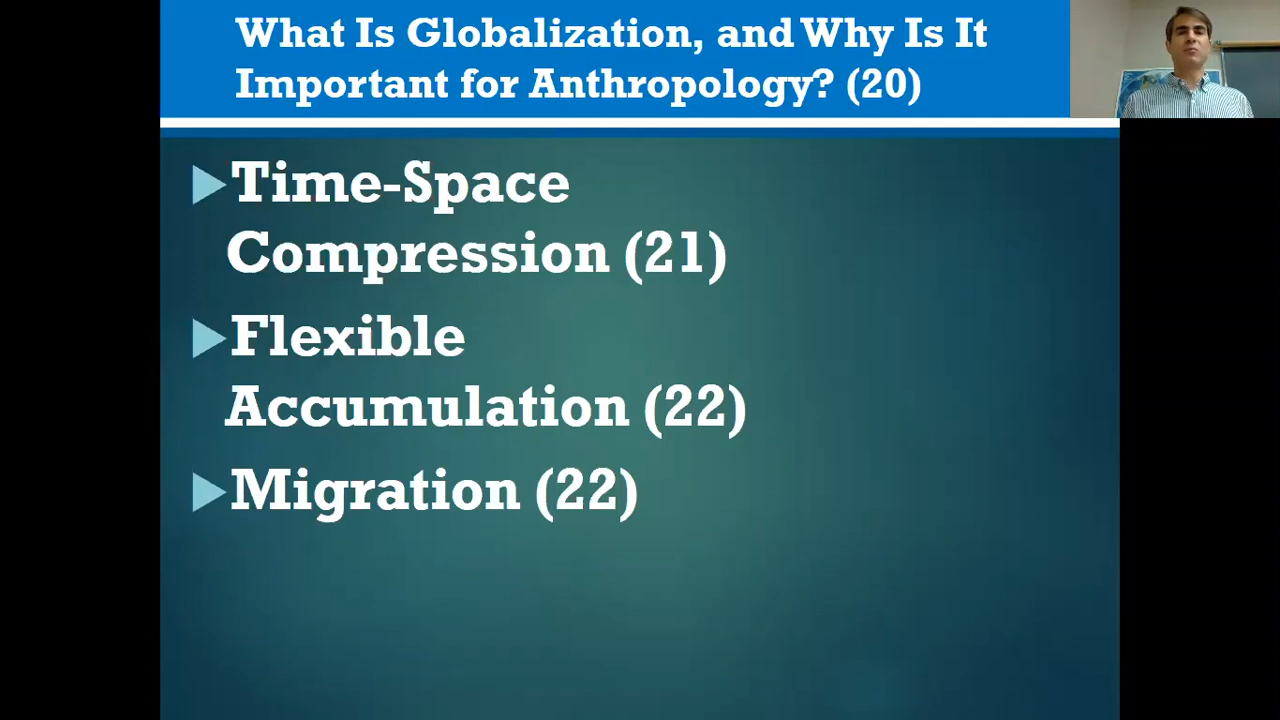 What Is Globalization, and Why Is It
Important for Anthropology? (20)
Time-Space
Compression (21)
Flexible
Accumulation (22)
Migration (22)